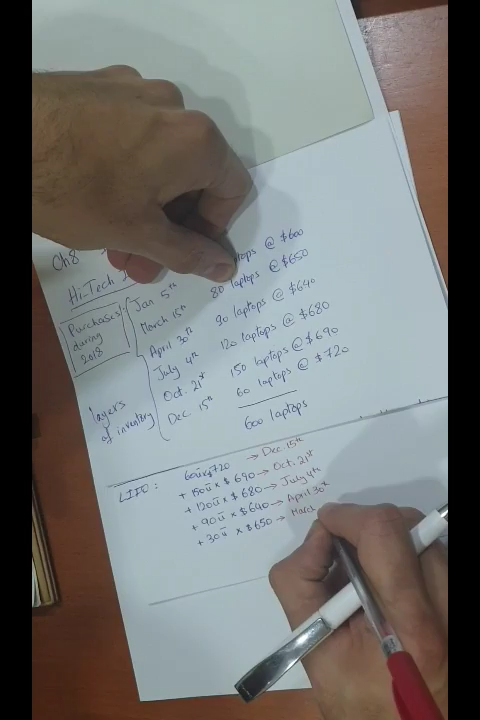 Ch8
Hi-Tech
Purchases: during 2018
Jan 5th laptops @ $600
March 15th 80 laptops @ $650
April 30th 90 laptops @ $640
July 4th 120 laptops @ $680
Oct. 21st 150 laptops @ $690
Dec. 15th 60 laptops @ $720
600 laptops
layers of inventory
LIFO: 60u x $720 → Dec 15th
+ 150u x $690 → Oct. 21st
+ 120u x $680 → July 4th
+ 90u x $640 → April 30th
+ 30u x $650 → March